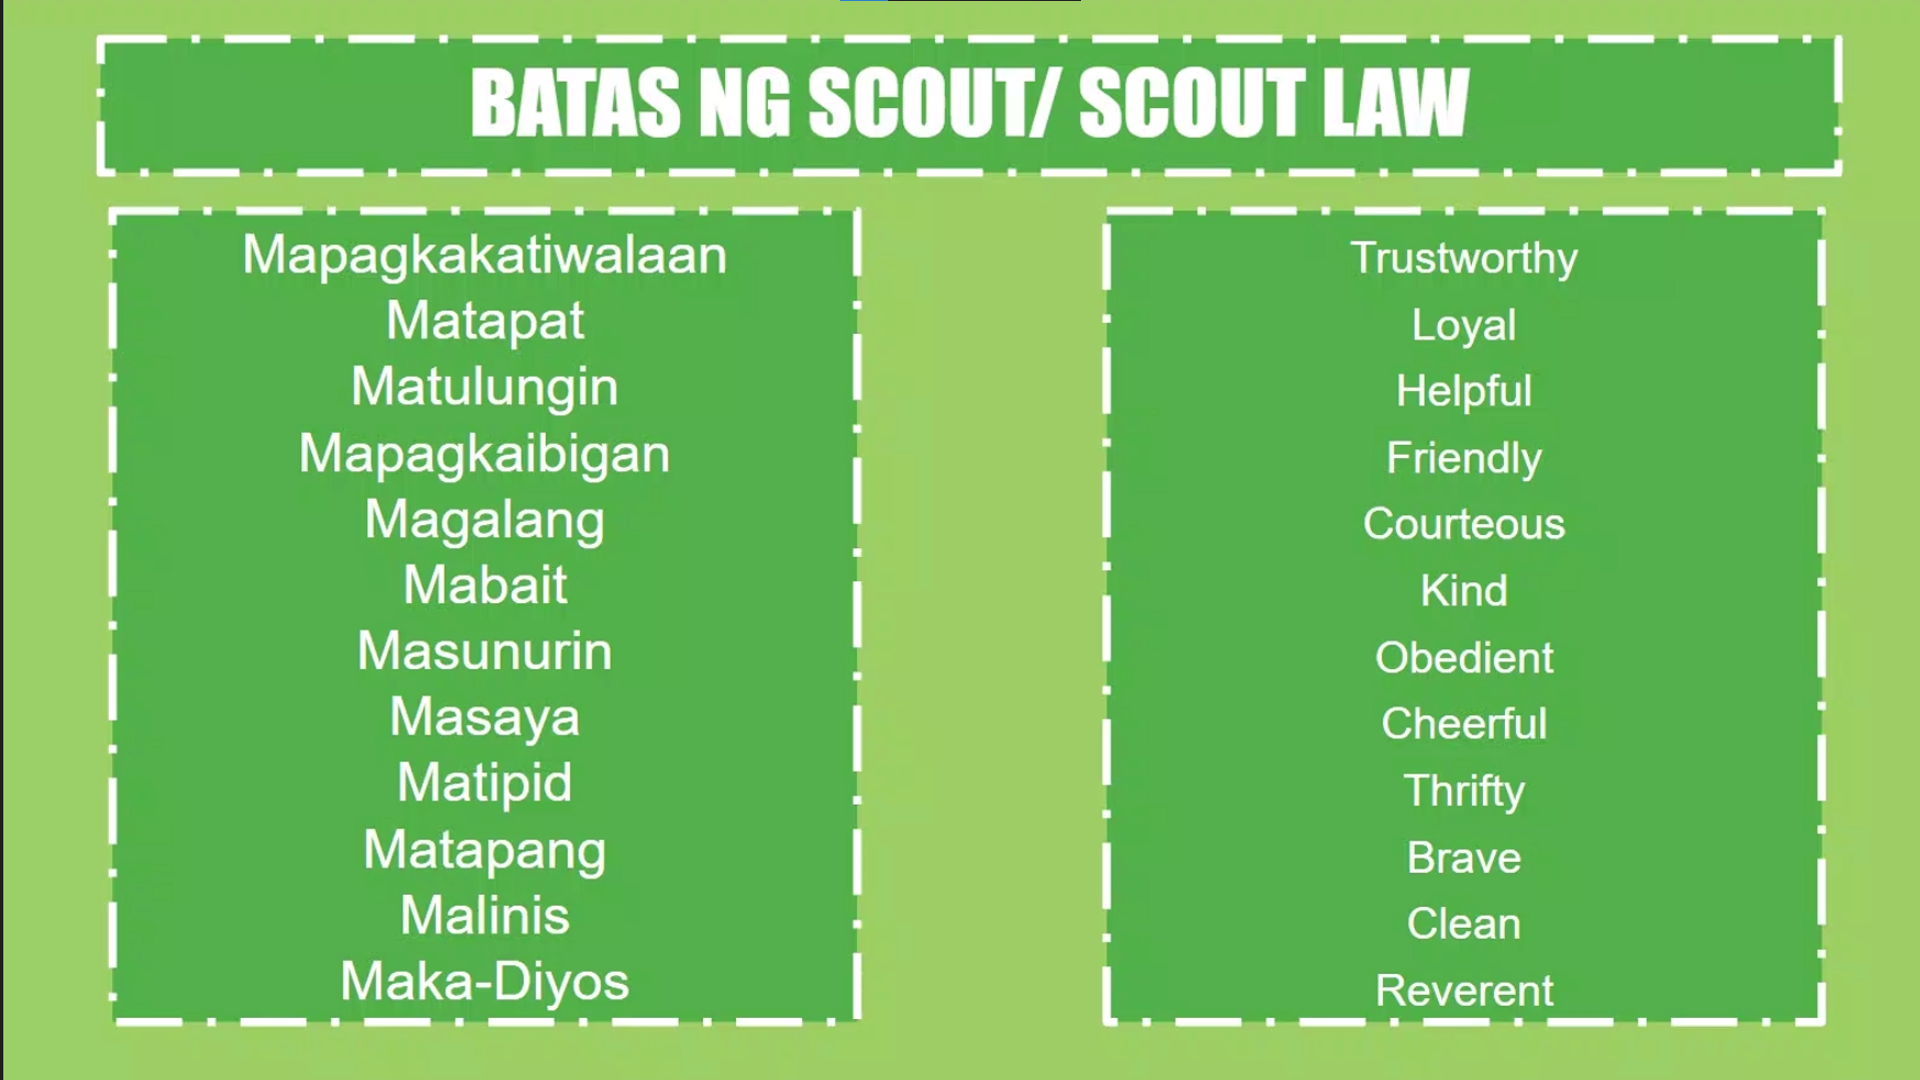 BATAS NG SCOUT/ SCOUT LAW
Mapagkakatiwalaan
Matapat
Matulungin
Mapagkaibigan
Magalang
Mabait
Masunurin
Masaya
Matipid
Matapang
Malinis
Maka-Diyos
Trustworthy
Loyal
Helpful
Friendly
Courteous
Kind
Obedient
Cheerful
Thrifty
Brave
Clean
Reverent